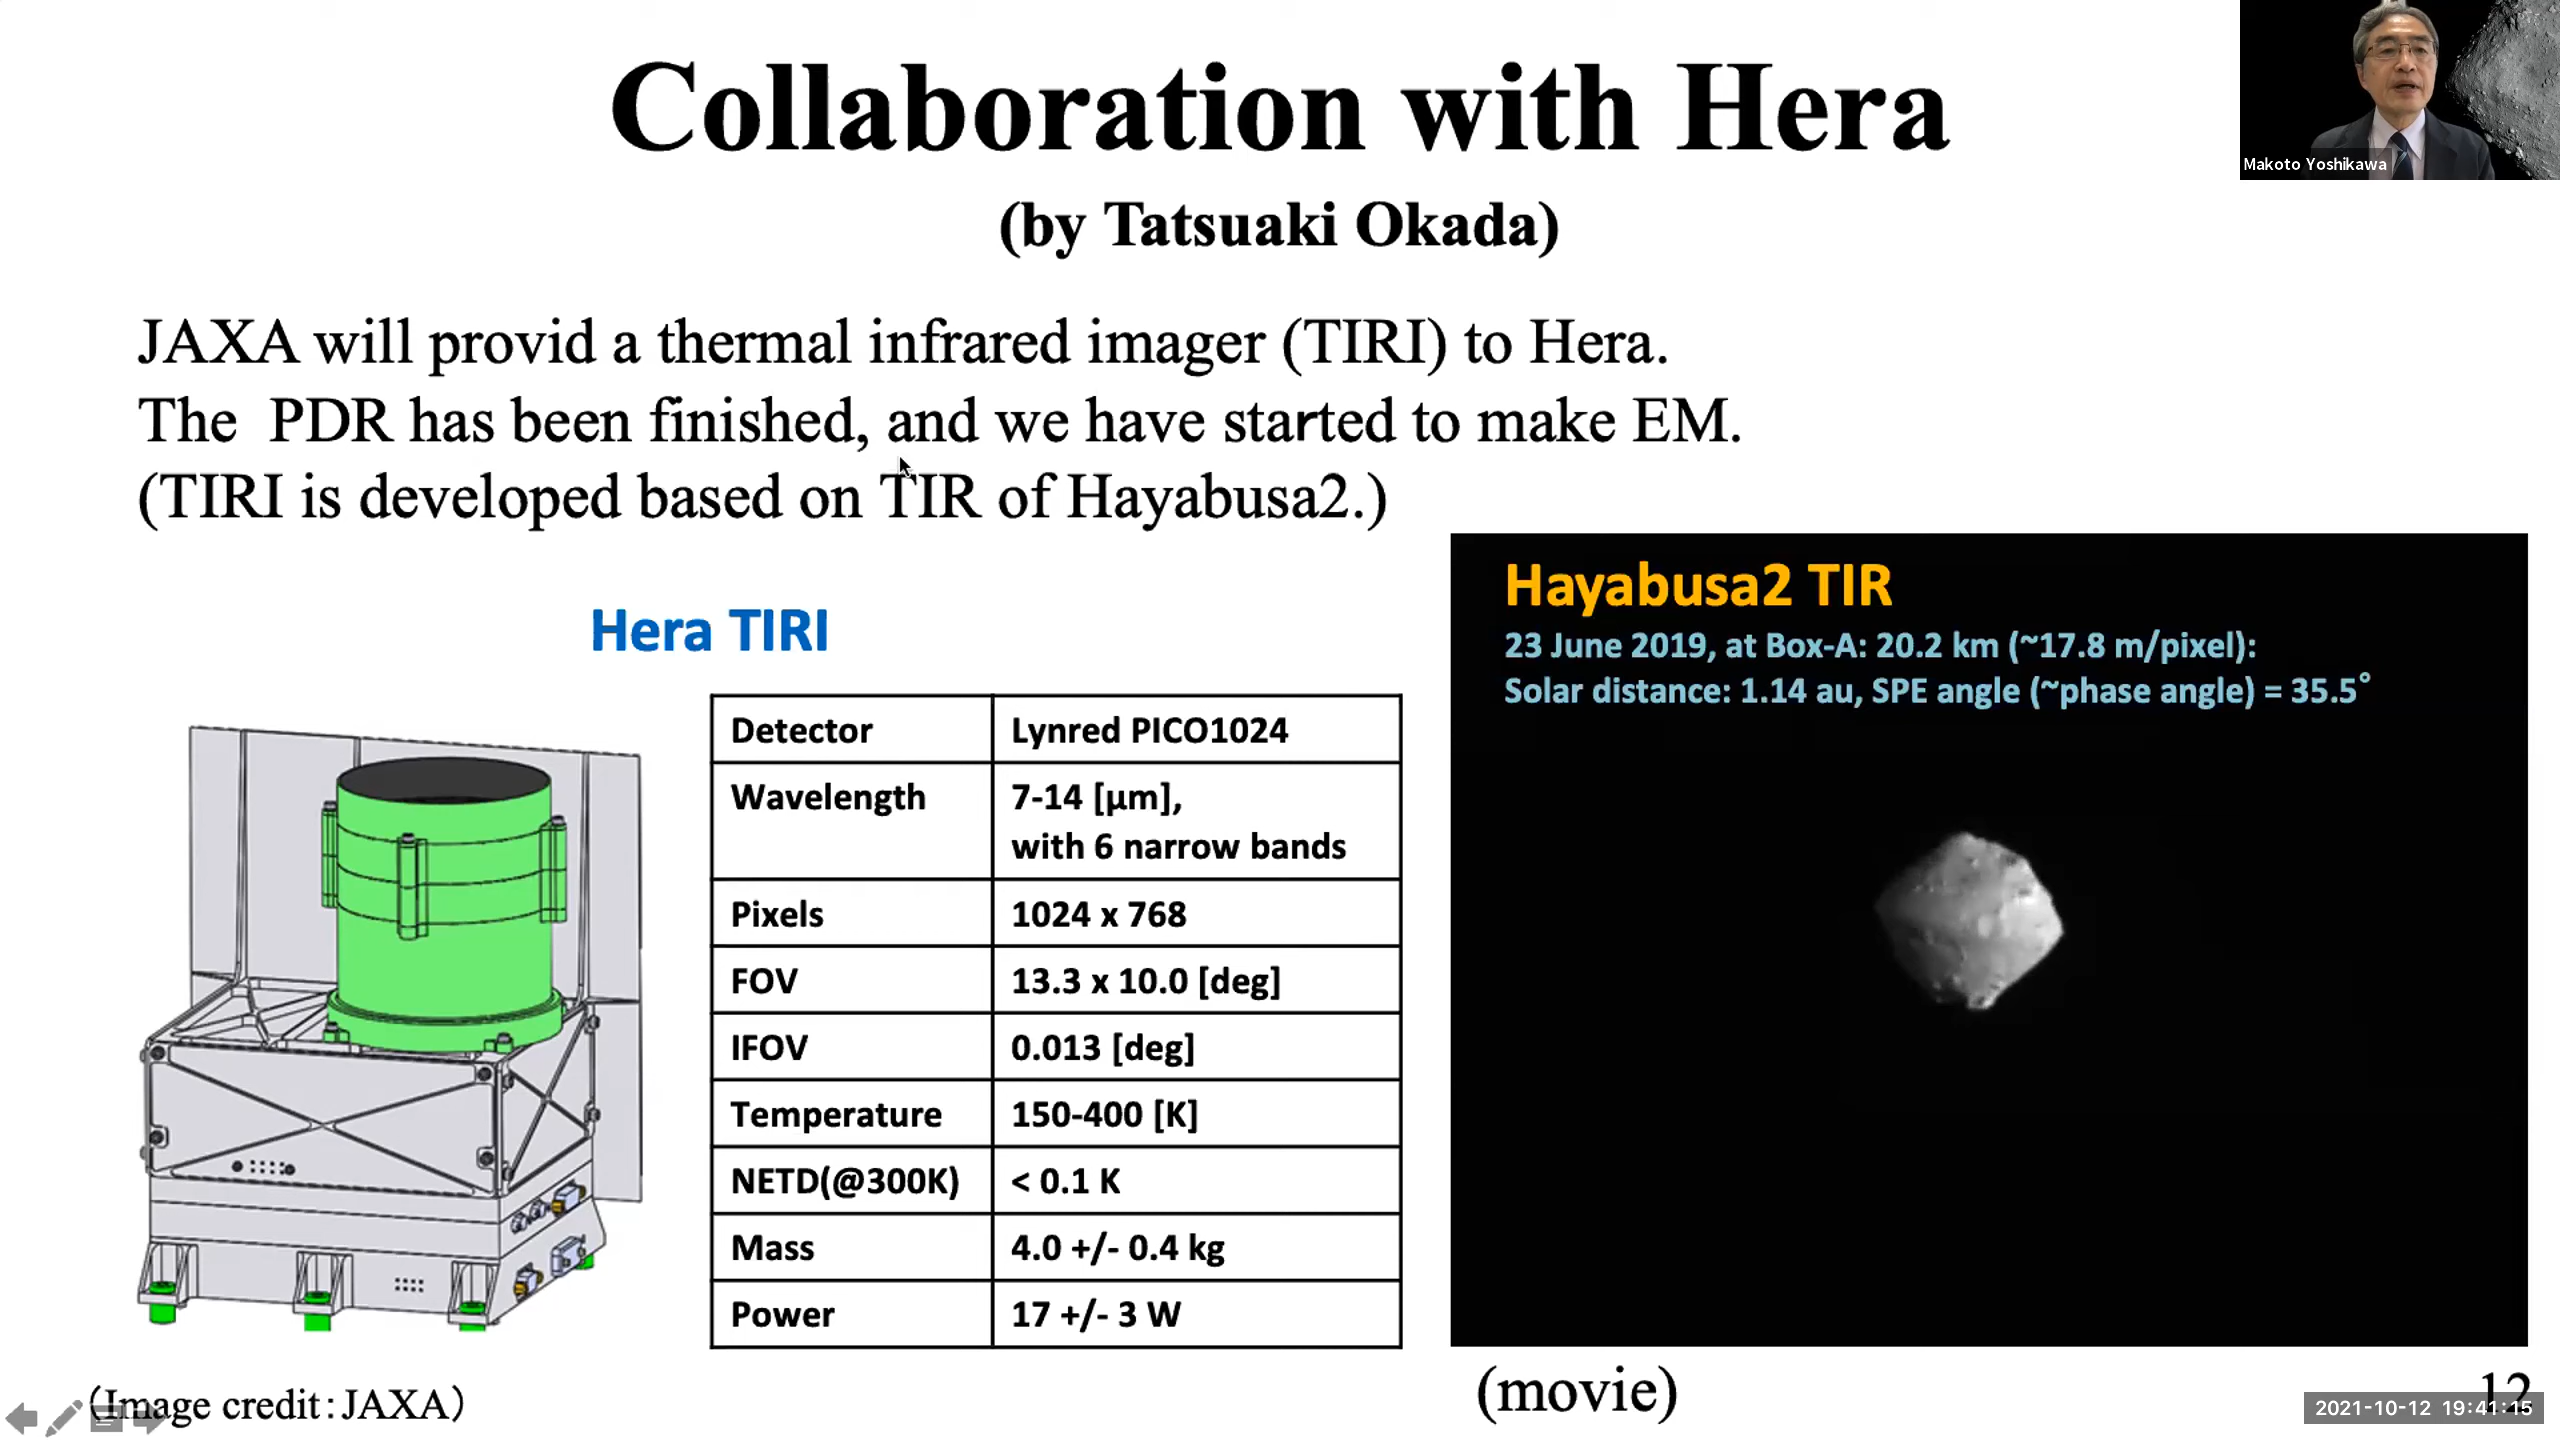 Collaboration with Hera
(by Tatsuaki Okada)
Makoto Yoshikawa
JAXA will provid a thermal infrared imager (TIRI) to Hera.
The PDR has been finished, and we have started to make EM.
(TIRI is developed based on TIR of Hayabusa2.)
Hera TIRI
Detector Lynred PICO1024
Wavelength 7-14 [μm],
with 6 narrow bands
Pixels 1024 x 768
FOV 13.3 x 10.0 [deg]
IFOV 0.013 [deg]
Temperature 150-400 [K]
NETD(@300K) < 0.1 K
Mass 4.0 +/- 0.4 kg
Power 17 +/- 3 W
(Image credit: JAXA)
Hayabusa2 TIR
23 June 2019, at Box-A: 20.2 km (~17.8 m/pixel):
Solar distance: 1.14 au, SPE angle (~phase angle) = 35.5°
(movie)
12
2021-10-12 19:41:15